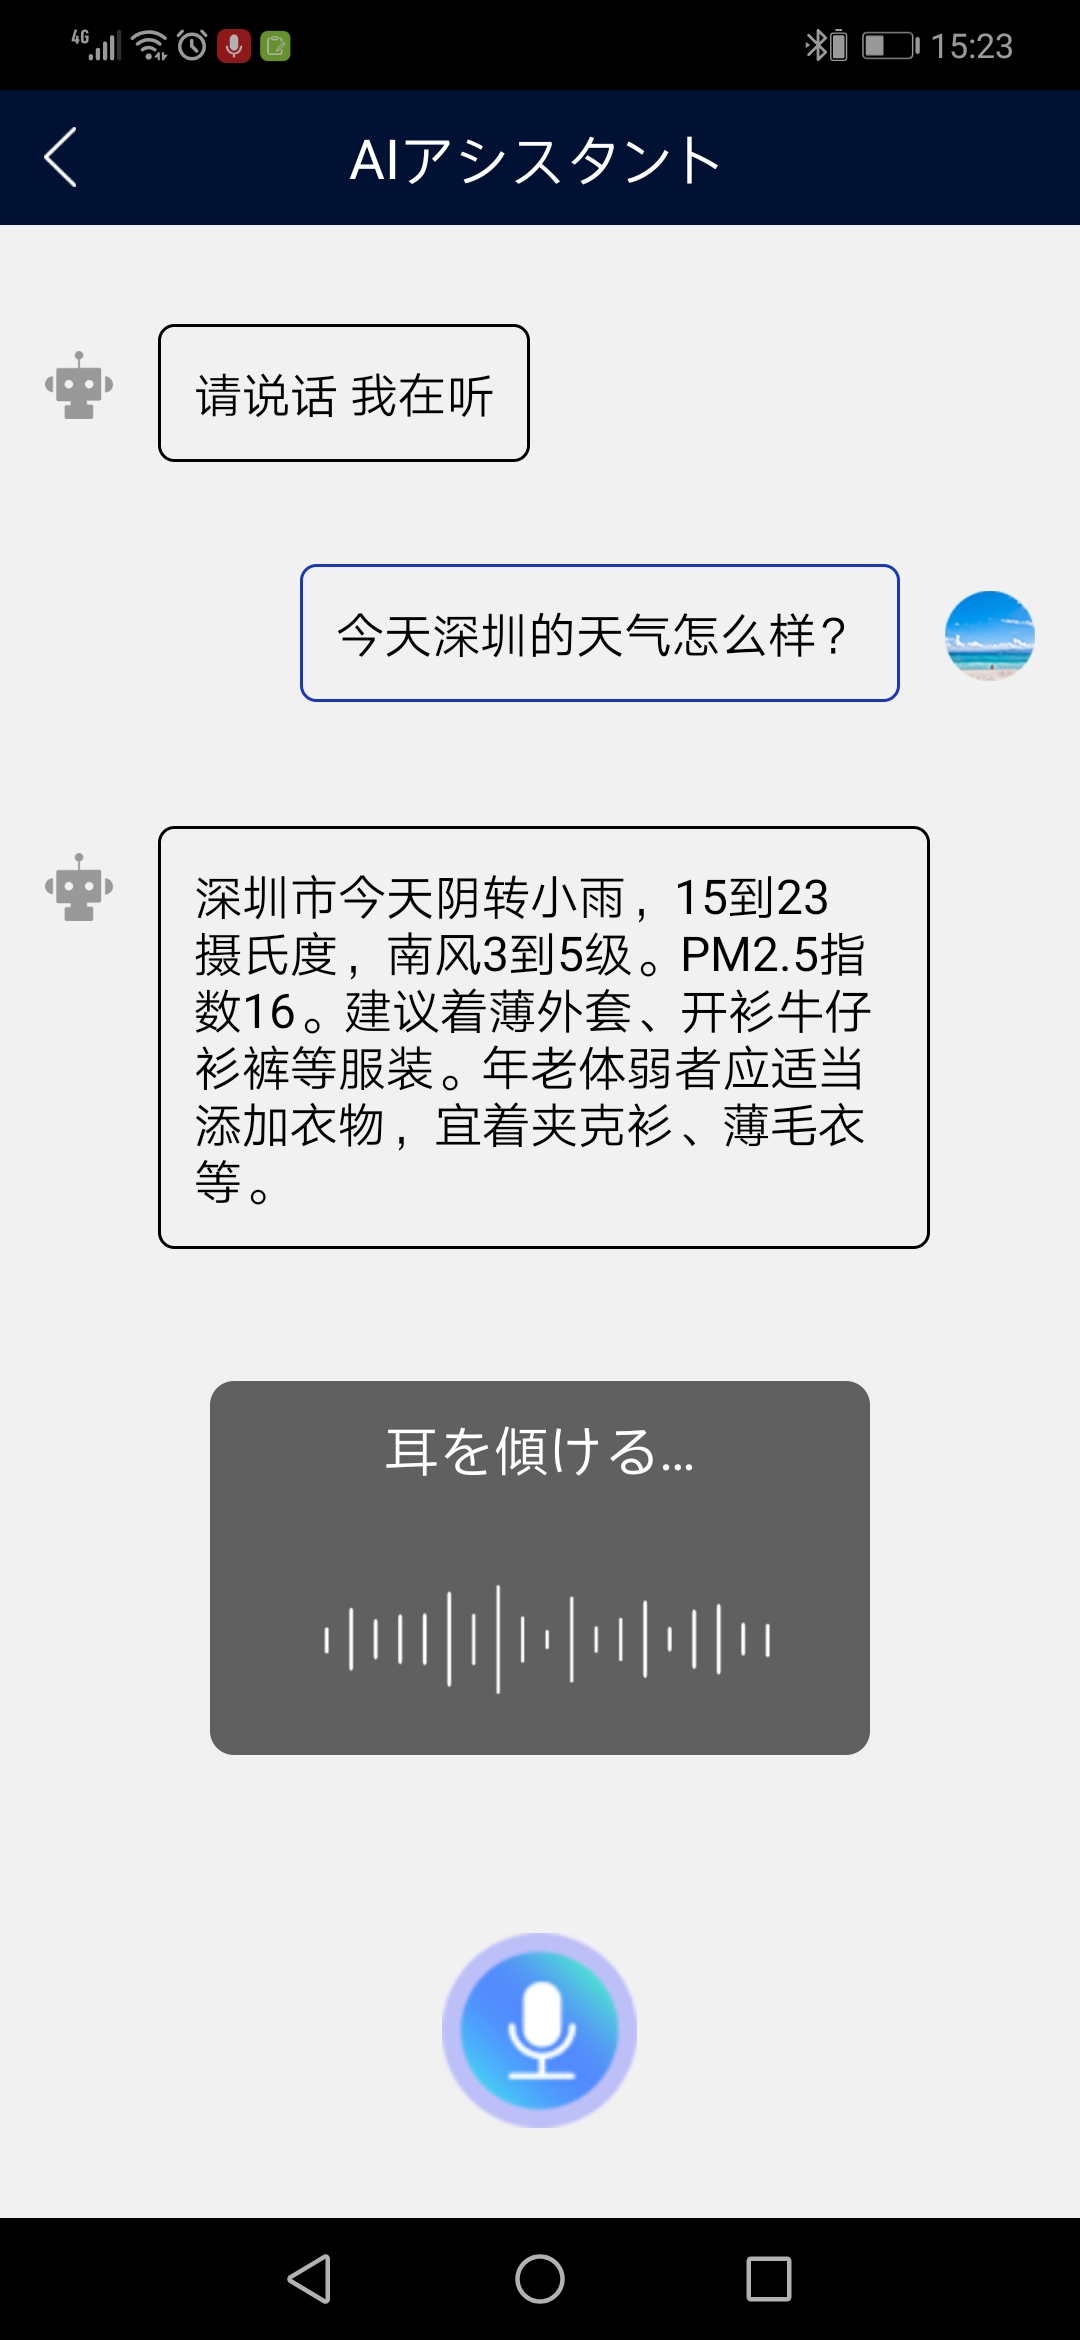 4G
15:23
AIアシスタント
请说话 我在听
今天深圳的天气怎么样?
深圳市今天阴转小雨，15到23
摄氏度，南风3到5级。PM2.5指
数16。建议着薄外套、开衫牛仔
衫裤等服装。年老体弱者应适当
添加衣物，宜着夹克衫、薄毛衣
等。
耳を傾ける...